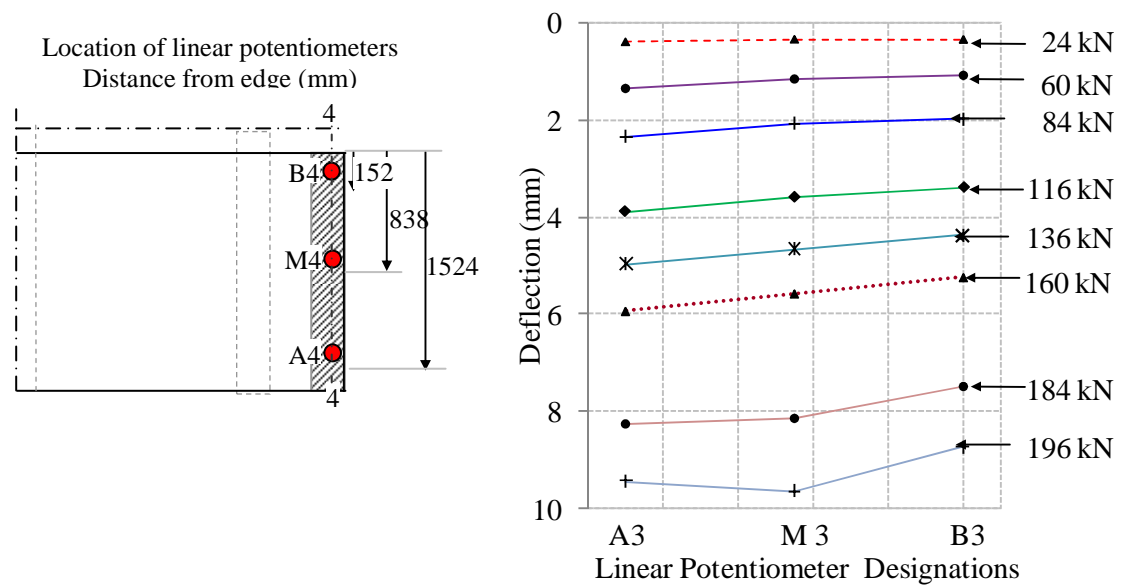 Location of linear potentiometers
Distance from edge (mm)
4
B4
152
838
M4
1524
A4
4
Deflection (mm)
0
2
4
6
8
10
24 kN
60 kN
84 kN
116 kN
136 kN
160 kN
184 kN
196 kN
A3 M 3 B3
Linear Potentiometer Designations